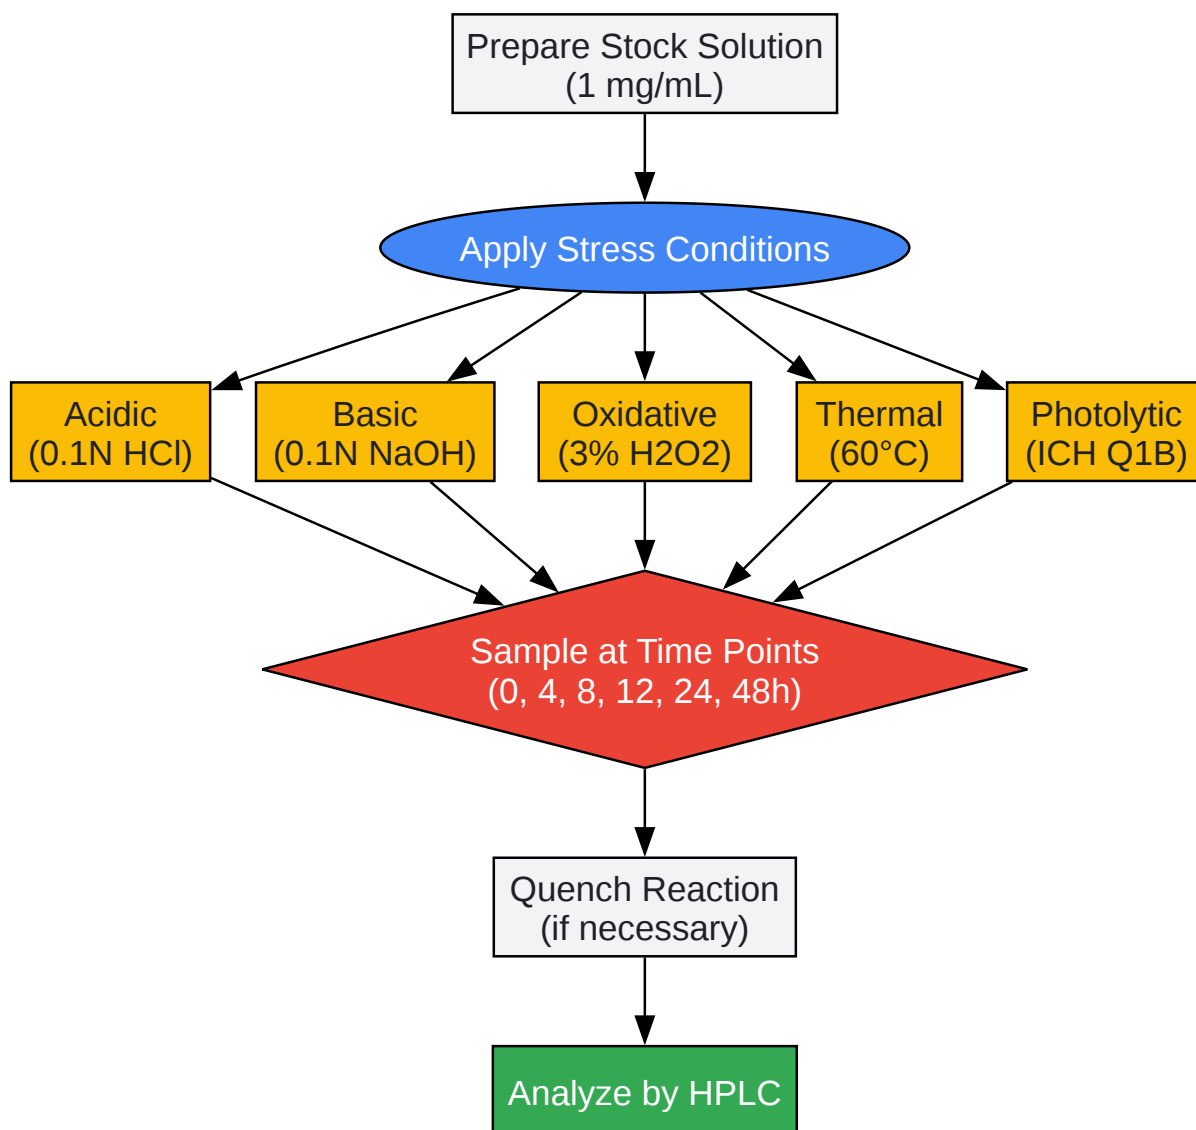 Prepare Stock Solution
(1 mg/mL)
Apply Stress Conditions
Acidic
(0.1N HCl)
Basic
(0.1N NaOH)
Oxidative
(3% H2O2)
Thermal
(60°C)
Photolytic
(ICH Q1B)
Sample at Time Points
(0, 4, 8, 12, 24, 48h)
Quench Reaction
(if necessary)
Analyze by HPLC